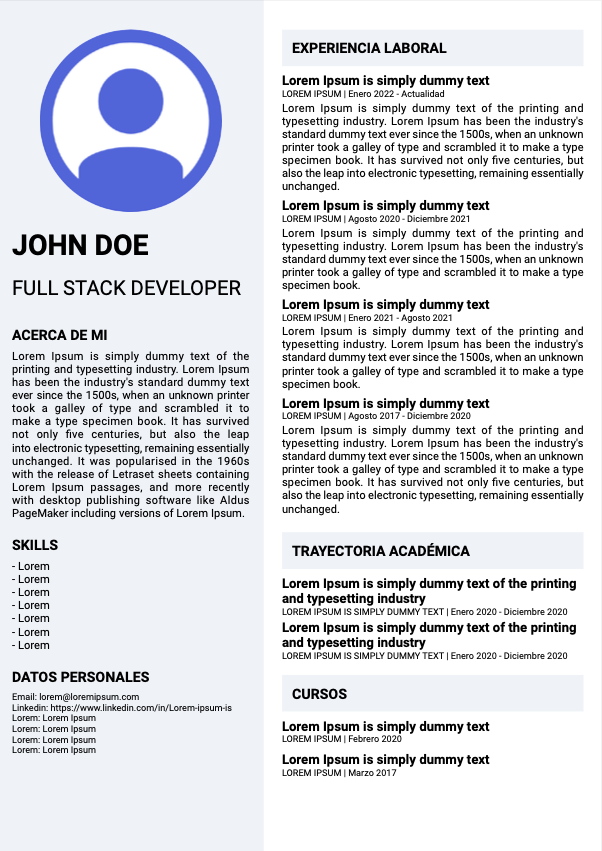 JOHN DOE
FULL STACK DEVELOPER
ACERCA DE MI
Lorem Ipsum is simply dummy text of the
printing and typesetting industry. Lorem Ipsum
has been the industry's standard dummy text
ever since the 1500s, when an unknown printer
took a galley of type and scrambled it to
make a type specimen book. It has survived
not only five centuries, but also the leap
into electronic typesetting, remaining essentially
unchanged. It was popularised in the 1960s
with the release of Letraset sheets containing
Lorem Ipsum passages, and more recently
with desktop publishing software like Aldus
PageMaker including versions of Lorem Ipsum.
SKILLS
- Lorem
- Lorem
- Lorem
- Lorem
- Lorem
- Lorem
- Lorem
DATOS PERSONALES
Email: lorem@loremipsum.com
Linkedin: https://www.linkedin.com/in/Lorem-ipsum-is
Lorem: Lorem Ipsum
Lorem: Lorem Ipsum
Lorem: Lorem Ipsum
Lorem: Lorem Ipsum
EXPERIENCIA LABORAL
Lorem Ipsum is simply dummy text
LOREM IPSUM | Enero 2022 - Actualidad
Lorem Ipsum is simply dummy text of the printing and
typesetting industry. Lorem Ipsum has been the industry's
standard dummy text ever since the 1500s, when an unknown
printer took a galley of type and scrambled it to make a type
specimen book. It has survived not only five centuries, but
also the leap into electronic typesetting, remaining essentially
unchanged.
Lorem Ipsum is simply dummy text
LOREM IPSUM | Agosto 2020 - Diciembre 2021
Lorem Ipsum is simply dummy text of the printing and
typesetting industry. Lorem Ipsum has been the industry's
standard dummy text ever since the 1500s, when an unknown
printer took a galley of type and scrambled it to make a type
specimen book.
Lorem Ipsum is simply dummy text
LOREM IPSUM | Enero 2021 - Agosto 2021
Lorem Ipsum is simply dummy text of the printing and
typesetting industry. Lorem Ipsum has been the industry's
standard dummy text ever since the 1500s, when an unknown
printer took a galley of type and scrambled it to make a type
specimen book.
Lorem Ipsum is simply dummy text
LOREM IPSUM | Agosto 2017 - Diciembre 2020
Lorem Ipsum is simply dummy text of the printing and
typesetting industry. Lorem Ipsum has been the industry's
standard dummy text ever since the 1500s, when an unknown
printer took a galley of type and scrambled it to make a type
specimen book. It has survived not only five centuries, but
also the leap into electronic typesetting, remaining essentially
unchanged.
TRAYECTORIA ACADÉMICA
Lorem Ipsum is simply dummy text of the printing
and typesetting industry
LOREM IPSUM IS SIMPLY DUMMY TEXT | Enero 2020 - Diciembre 2020
Lorem Ipsum is simply dummy text of the printing
and typesetting industry
LOREM IPSUM IS SIMPLY DUMMY TEXT | Enero 2020 - Diciembre 2020
CURSOS
Lorem Ipsum is simply dummy text
LOREM IPSUM | Febrero 2020
Lorem Ipsum is simply dummy text
LOREM IPSUM | Marzo 2017